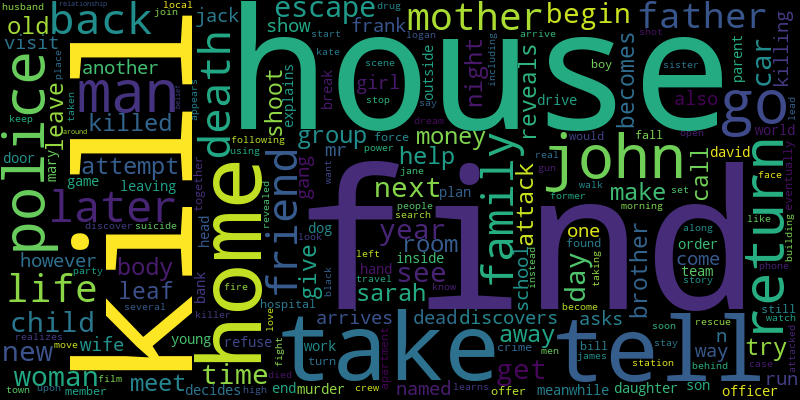 kill
house
find
take
tell
home
police
back
old
visit
another
man
killed
leave
door
mary
taken
place
keep
husband
relationship
local
join
attempt
game
leaving
later
discover
suicide
however
party
body
life
leaf
several
child
new
realizes
move
wife
woman
film
meet
town
upon
member
jack
death
appears
belief
around
together
head
bank
killer
young
decides
time
high
refuse
fire
hospital
love
friend
following
using
revealed
shoot
show
explains
escape
frank
start
kate
drug
logan
break
scene
stop
girl
say
dream
night
outside
including
mother
begin
arrive
father
boy
sister
shot
parent
car
killing
lead
becomes
drive
reveals
also
go
world
group
force
money
power
mr
gang
want
jane
help
next
people
search
plan
dog
give
look
black
left
year
room
hand
travel
inside
see
know
sarah
family
attack
school
instead
john
real
gun
former
make
walk
set
morning
fall
call
open
david
face
like
eventually
phone
building
return
one
found
day
taking
become
brother
order
come
team
along
story
still
watch
attacked
try
arrives
dead
discovers
away
asks
soon
stay
rescue
n
way
behind
case
run
officer
station
daughter
son
bill
james
men
crime
get
offer
learns
meanwhile
named
crew
apartment
murder
end
died
fight
work
turn
would